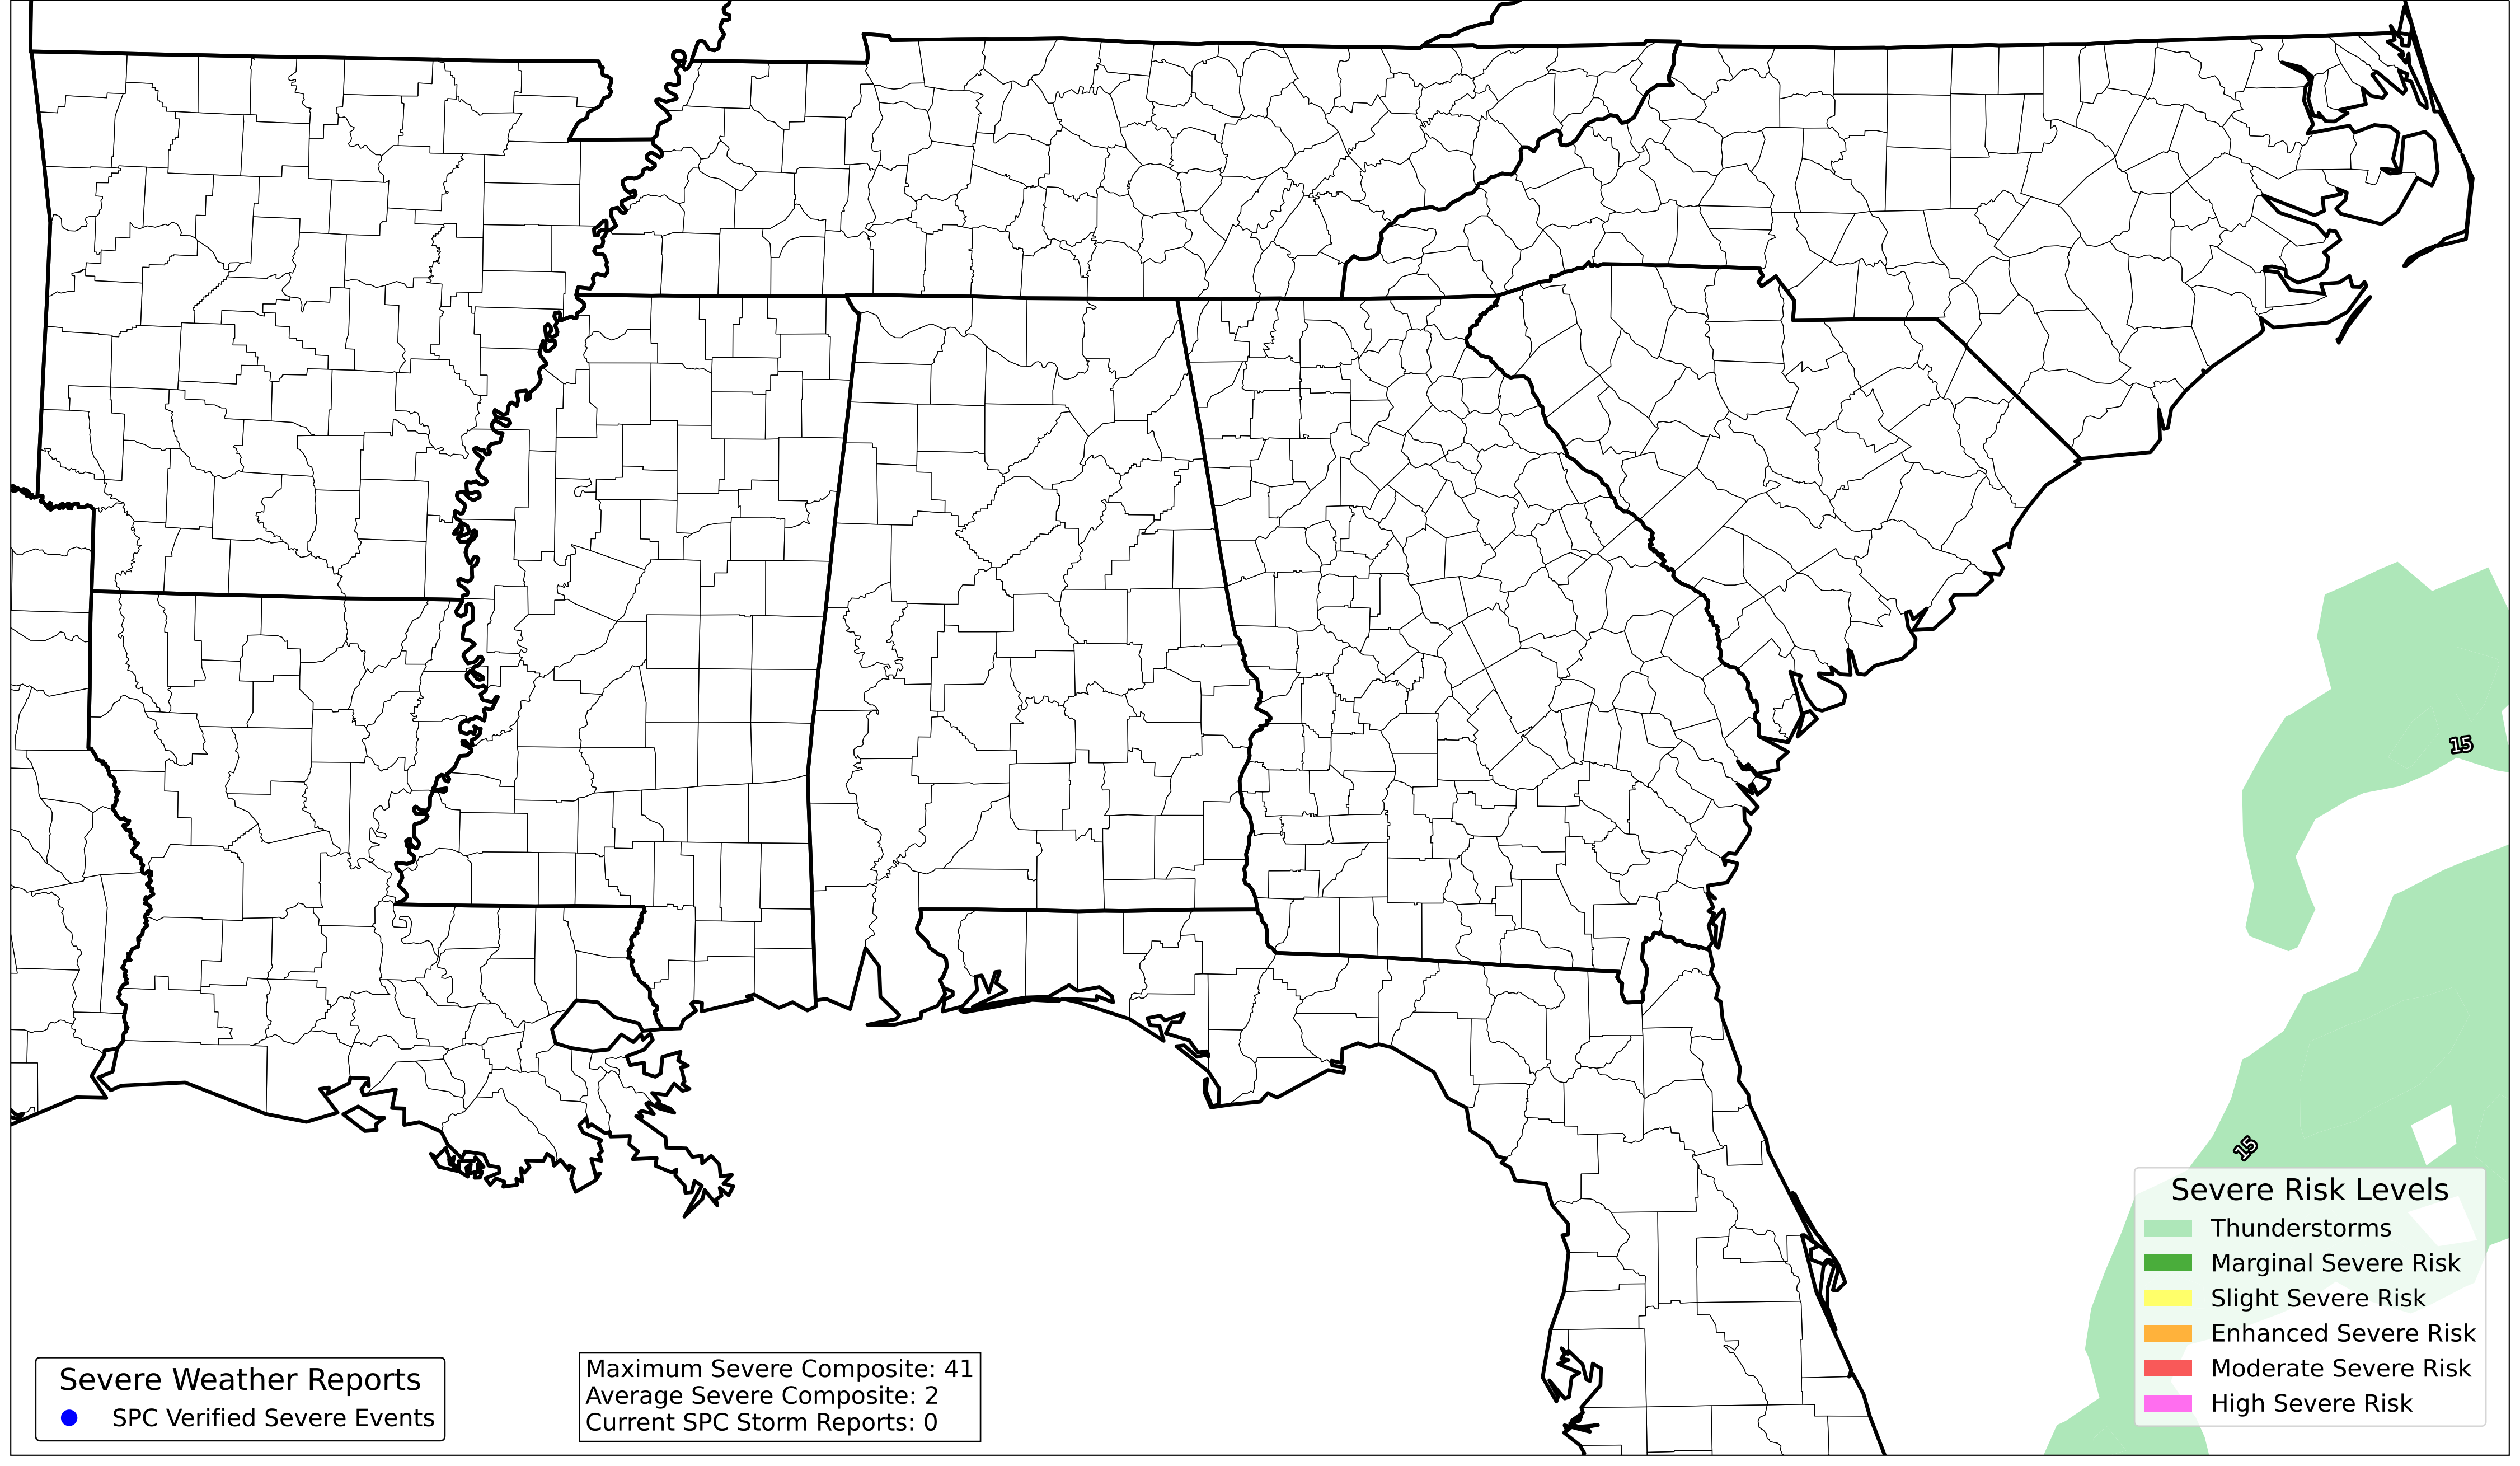 15
15
Severe Risk Levels
Thunderstorms
Marginal Severe Risk
Slight Severe Risk
Enhanced Severe Risk
Moderate Severe Risk
High Severe Risk
Severe Weather Reports
SPC Verified Severe Events
Maximum Severe Composite: 41
Average Severe Composite: 2
Current SPC Storm Reports: 0